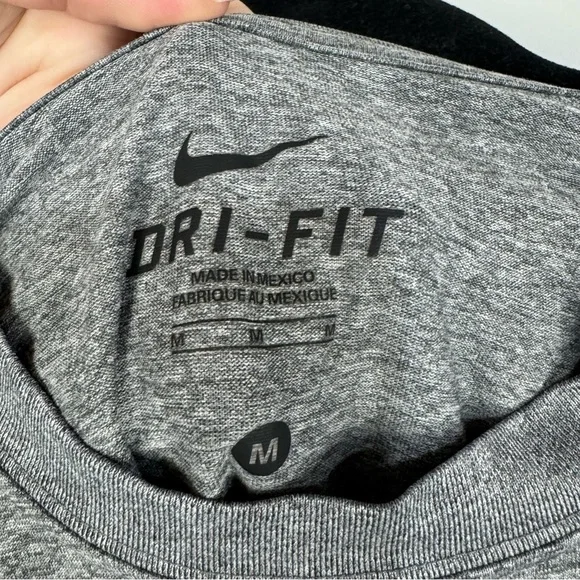 DRI-FIT
MADE IN MEXICO
FABRIQUE AU MEXIQUE
M M M
M